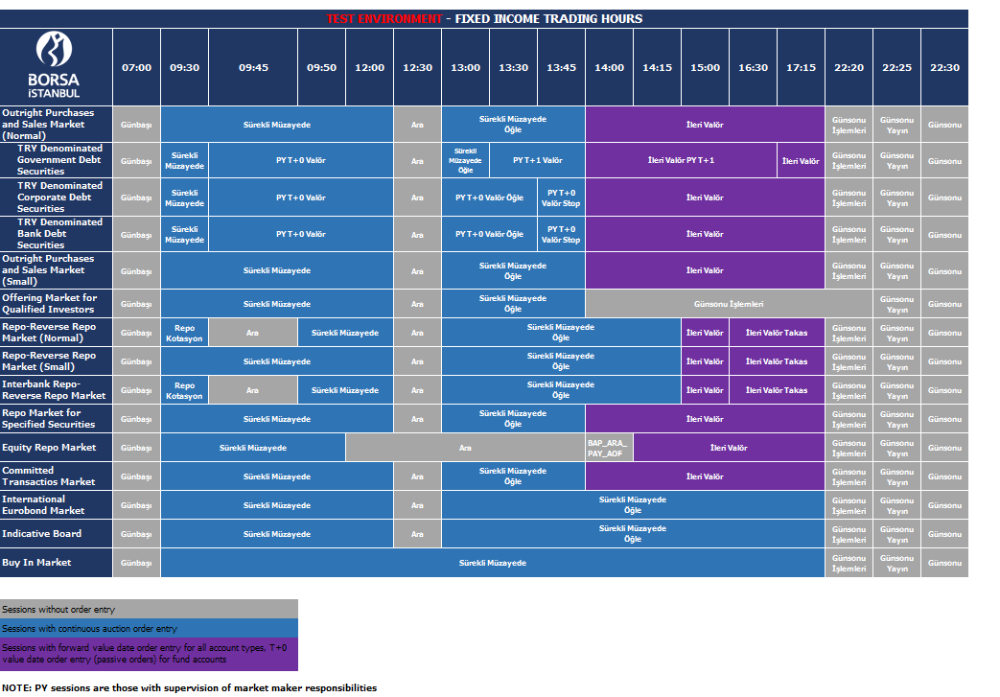 TEST ENVIRONMENT - FIXED INCOME TRADING HOURS
BORSA
İSTANBUL
07:00 09:30 09:45 09:50 12:00 12:30 13:00 13:30 13:45 14:00 14:15 15:00 16:30 17:15 22:20 22:25 22:30
Outright Purchases
and Sales Market
(Normal)
Günbaşı
Sürekli Müzayede
Ara
Sürekli Müzayede
Öğle
İleri Valör
Günsonu
İşlemleri
Günsonu
Yayın
Günsonu
TRY Denominated
Government Debt
Securities
Günbaşı
Sürekli
Müzayede
PY T+0 Valör
Ara
Sürekli
Müzayede
Öğle
PY T+1 Valör
İleri Valör PY T+1
İleri Valör
Günsonu
İşlemleri
Günsonu
Yayın
Günsonu
TRY Denominated
Corporate Debt
Securities
Günbaşı
Sürekli
Müzayede
PY T+0 Valör
Ara
PY T+0 Valör Öğle
PY T+0
Valör Stop
İleri Valör
Günsonu
İşlemleri
Günsonu
Yayın
Günsonu
TRY Denominated
Bank Debt
Securities
Günbaşı
Sürekli
Müzayede
PY T+0 Valör
Ara
PY T+0 Valör Öğle
PY T+0
Valör Stop
İleri Valör
Günsonu
İşlemleri
Günsonu
Yayın
Günsonu
Outright Purchases
and Sales Market
(Small)
Günbaşı
Sürekli Müzayede
Ara
Sürekli Müzayede
Öğle
İleri Valör
Günsonu
İşlemleri
Günsonu
Yayın
Günsonu
Offering Market for
Qualified Investors
Günbaşı
Sürekli Müzayede
Ara
Sürekli Müzayede
Öğle
Günsonu İşlemleri
Günsonu
Yayın
Günsonu
Repo-Reverse Repo
Market (Normal)
Günbaşı
Repo
Kotasyon
Ara
Sürekli Müzayede
Ara
Sürekli Müzayede
Öğle
İleri Valör
İleri Valör Takas
Günsonu
İşlemleri
Günsonu
Yayın
Günsonu
Repo-Reverse Repo
Market (Small)
Günbaşı
Sürekli Müzayede
Ara
Sürekli Müzayede
Öğle
İleri Valör
İleri Valör Takas
Günsonu
İşlemleri
Günsonu
Yayın
Günsonu
Interbank Repo-
Reverse Repo Market
Günbaşı
Repo
Kotasyon
Ara
Sürekli Müzayede
Ara
Sürekli Müzayede
Öğle
İleri Valör
İleri Valör Takas
Günsonu
İşlemleri
Günsonu
Yayın
Günsonu
Repo Market for
Specified Securities
Günbaşı
Sürekli Müzayede
Ara
Sürekli Müzayede
Öğle
İleri Valör
Günsonu
İşlemleri
Günsonu
Yayın
Günsonu
Equity Repo Market
Günbaşı
Sürekli Müzayede
Ara
BAP_ARA_
PAY_AOF
İleri Valör
Günsonu
İşlemleri
Günsonu
Yayın
Günsonu
Committed
Transactios Market
Günbaşı
Sürekli Müzayede
Ara
Sürekli Müzayede
Öğle
İleri Valör
Günsonu
İşlemleri
Günsonu
Yayın
Günsonu
International
Eurobond Market
Günbaşı
Sürekli Müzayede
Ara
Sürekli Müzayede
Öğle
Günsonu
İşlemleri
Günsonu
Yayın
Günsonu
Indicative Board
Günbaşı
Sürekli Müzayede
Ara
Sürekli Müzayede
Öğle
Günsonu
İşlemleri
Günsonu
Yayın
Günsonu
Buy In Market
Günbaşı
Sürekli Müzayede
Günsonu
İşlemleri
Günsonu
Yayın
Günsonu
Sessions without order entry
Sessions with continuous auction order entry
Sessions with forward value date order entry for all account types, T+0
value date order entry (passive orders) for fund accounts
NOTE: PY sessions are those with supervision of market maker responsibilities